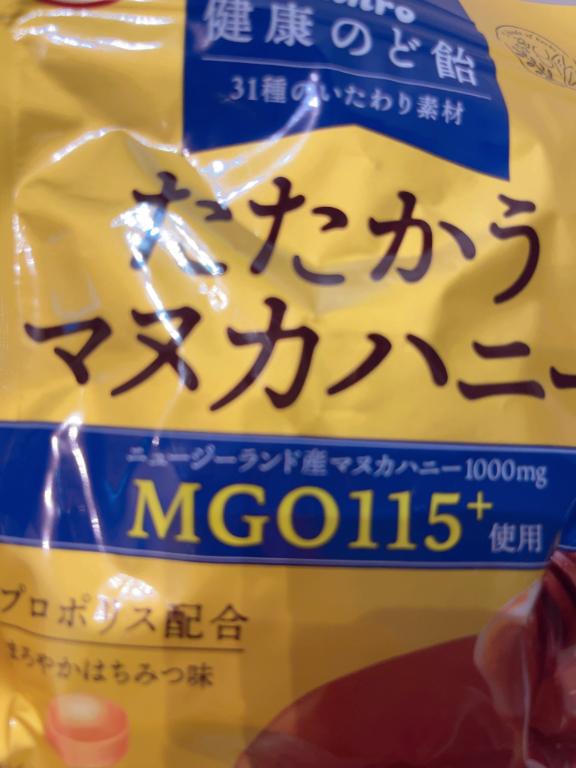 健康のど飴
31種のいたわり素材
たたかう
マヌカハニー
ニュージーランド産マヌカハニー1000mg
MGO115+
使用
プロポリス配合
まろやかはちみつ味